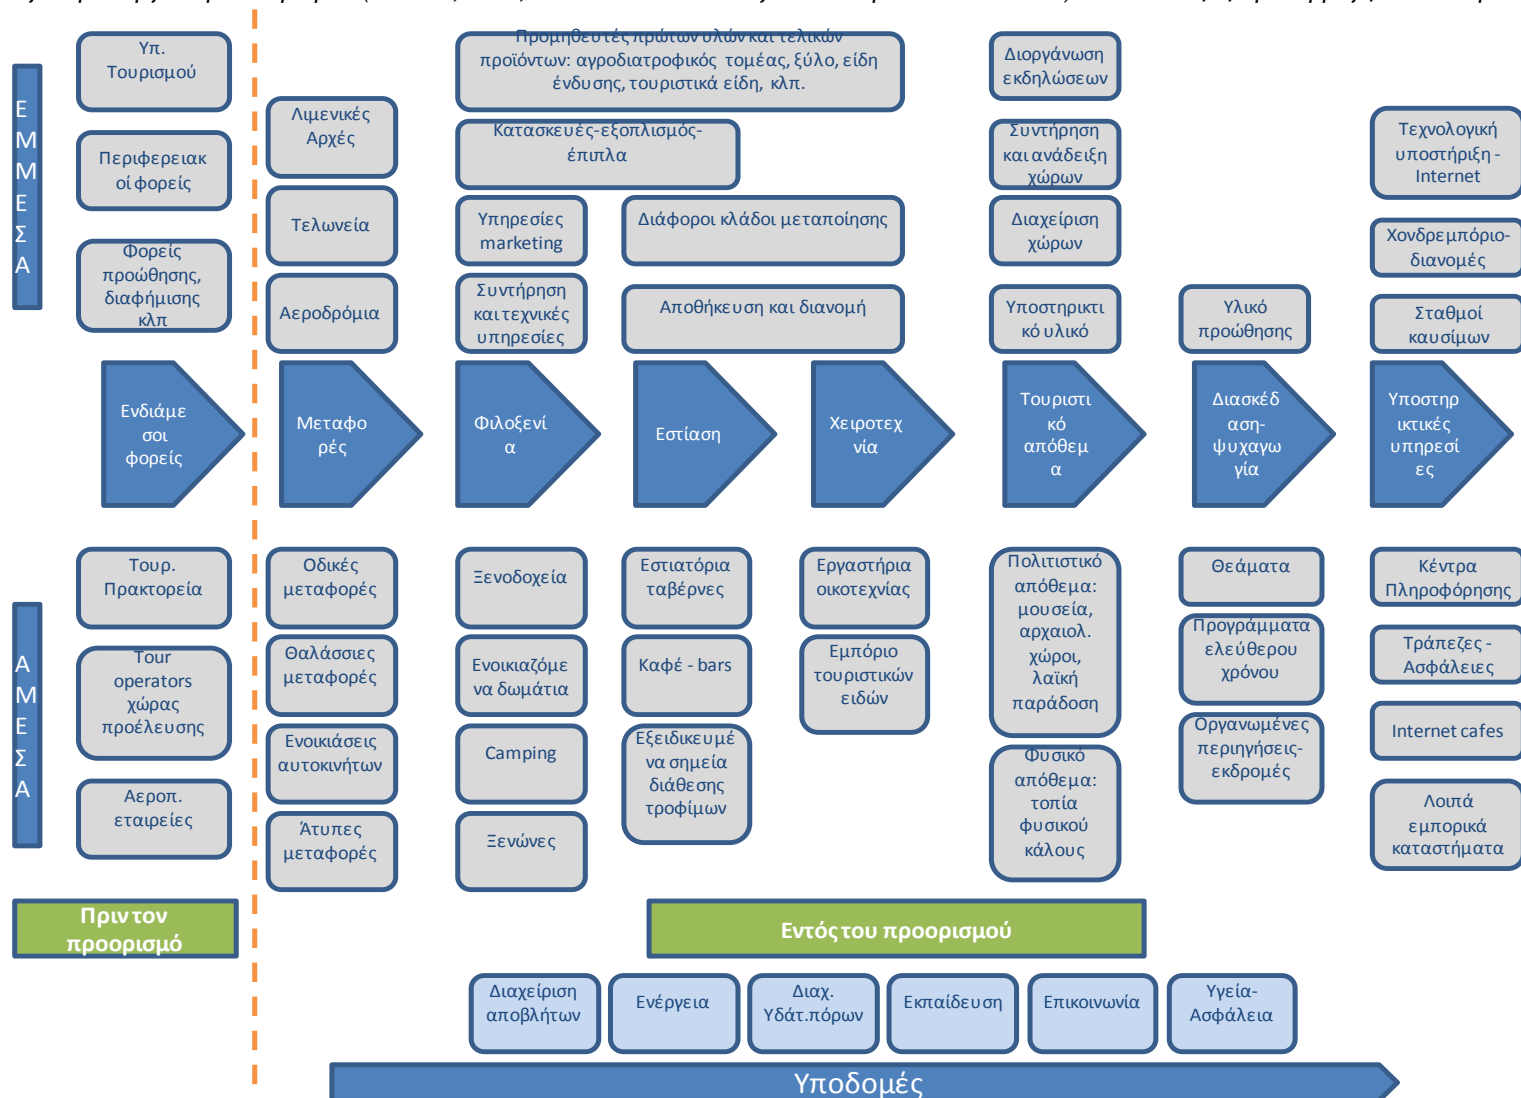 Υπ.
Τουρισμού
Προμηθευτές πρώτων υλών και τελικών
προϊόντων: αγροδιατροφικός τομέας, ξύλο, είδη
ένδυσης, τουριστικά είδη, κλπ.
Διοργάνωση
εκδηλώσεων
Ε
Μ
Μ
Ε
Σ
Α
Λιμενικές
Αρχές
Κατασκευές-εξοπλισμός-
έπιπλα
Συντήρηση
και ανάδειξη
χώρων
Τεχνολογική
υποστήριξη -
Internet
Περιφερειακ
οί φορείς
Τελωνεία
Υπηρεσίες
marketing
Διάφοροι κλάδοι μεταποίησης
Διαχείριση
χώρων
Χονδρεμπόριο-
διανομές
Φορείς
προώθησης,
διαφήμισης
κλπ
Αεροδρόμια
Συντήρηση
και τεχνικές
υπηρεσίες
Αποθήκευση και διανομή
Υποστηρικτι
κό υλικό
Υλικό
προώθησης
Σταθμοί
καυσίμων
Ενδιάμε
σοι
φορείς
Μεταφο
ρές
Φιλοξενί
α
Εστίαση
Χειροτεχ
νία
Τουριστι
κό
απόθεμ
α
Διασκέδ
αση-
ψυχαγω
γία
Υποστηρ
ικτικές
υπηρεσί
ες
Α
Μ
Ε
Σ
Α
Τουρ.
Πρακτορεία
Οδικές
μεταφορές
Ξενοδοχεία
Εστιατόρια
ταβέρνες
Εργαστήρια
οικοτεχνίας
Πολιτιστικό
απόθεμα:
μουσεία,
αρχαιολ.
χώροι,
λαϊκή
παράδοση
Θεάματα
Κέντρα
Πληροφόρησης
Tour
operators
χώρας
προέλευσης
Θαλάσσιες
μεταφορές
Ενοικιαζόμε
να δωμάτια
Καφέ - bars
Εμπόριο
τουριστικών
ειδών
Προγράμματα
ελεύθερου
χρόνου
Τράπεζες -
Ασφάλειες
Ενοικιάσεις
αυτοκινήτων
Camping
Εξειδικευμέ
να σημεία
διάθεσης
τροφίμων
Φυσικό
απόθεμα:
τοπία
φυσικού
κάλους
Οργανωμένες
περιηγήσεις-
εκδρομές
Internet cafes
Αεροπ.
εταιρείες
Άτυπες
μεταφορές
Ξενώνες
Λοιπά
εμπορικά
καταστήματα
Πριν τον
προορισμό
Εντός του προορισμού
Διαχείριση
αποβλήτων
Ενέργεια
Διαχ.
Υδάτ.πόρων
Εκπαίδευση
Επικοινωνία
Υγεία-
Ασφάλεια
Υποδομές